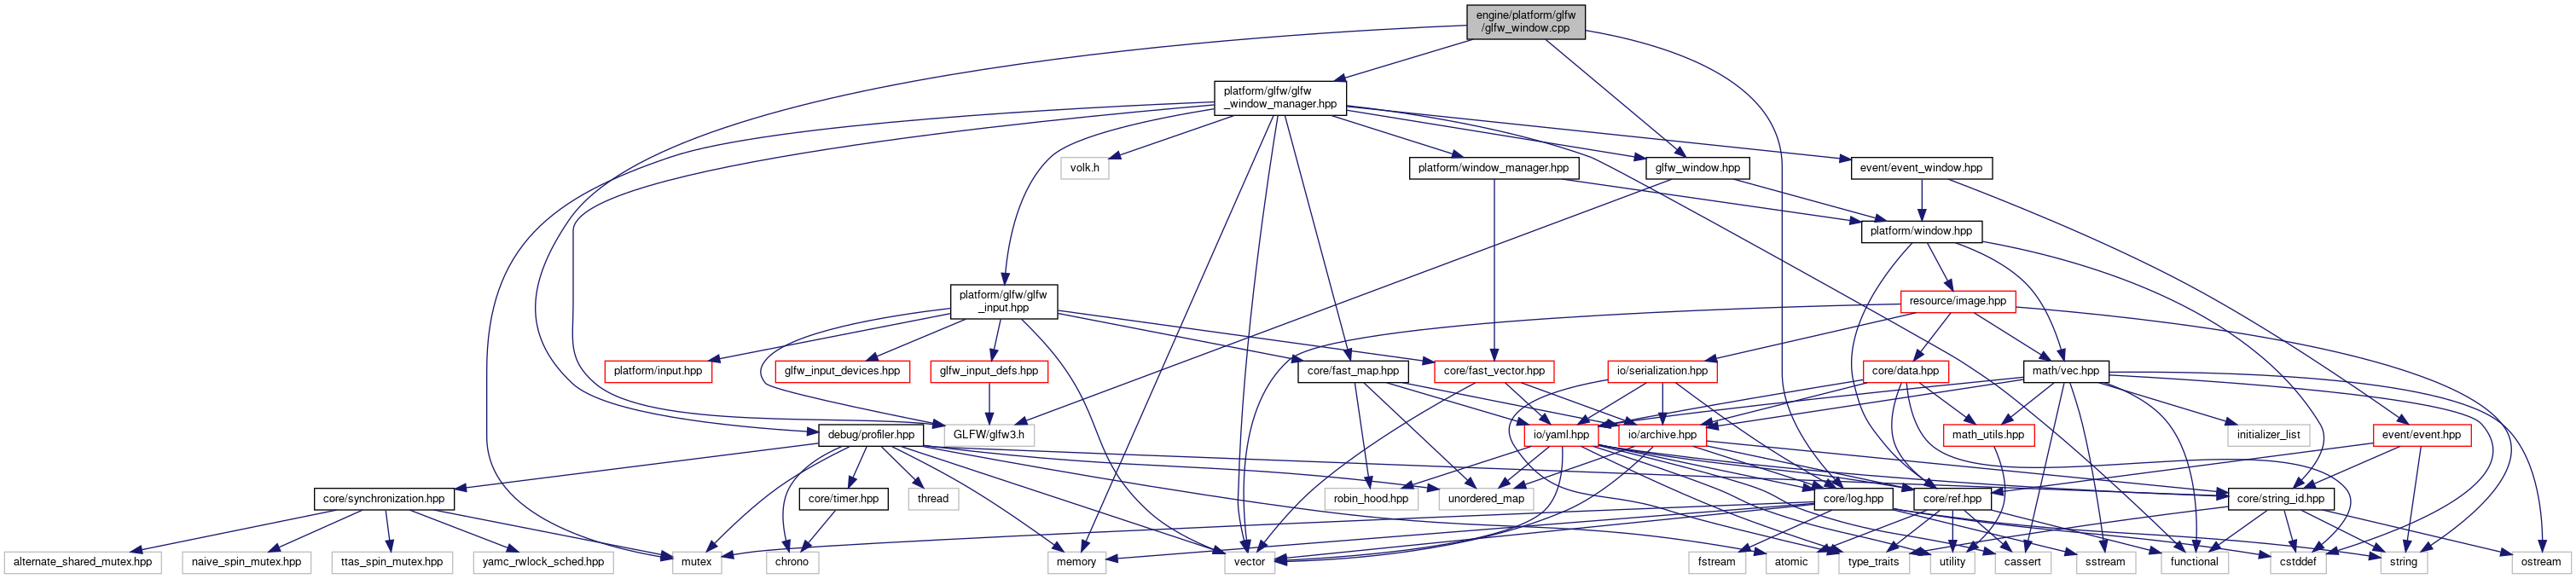 engine/platform/glfw
/glfw_window.cpp
platform/glfw/glfw
_window_manager.hpp
volk.h
platform/window_manager.hpp
glfw_window.hpp
event/event_window.hpp
platform/window.hpp
platform/glfw/glfw
_input.hpp
resource/image.hpp
platform/input.hpp
glfw_input_devices.hpp
glfw_input_defs.hpp
core/fast_map.hpp
core/fast_vector.hpp
io/serialization.hpp
core/data.hpp
math/vec.hpp
debug/profiler.hpp
GLFW/glfw3.h
io/yaml.hpp
io/archive.hpp
math_utils.hpp
initializer_list
event/event.hpp
core/synchronization.hpp
core/timer.hpp
thread
unordered_map
robin_hood.hpp
core/log.hpp
core/ref.hpp
core/string_id.hpp
alternate_shared_mutex.hpp
naive_spin_mutex.hpp
ttas_spin_mutex.hpp
yamc_rwlock_sched.hpp
mutex
chrono
memory
vector
fstream
atomic
type_traits
utility
cassert
sstream
functional
cstddef
string
ostream